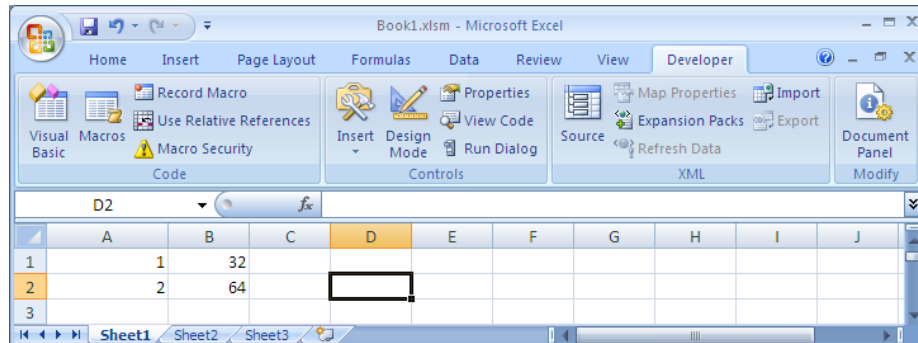 Book1.xlsm - Microsoft Excel
Home Insert Page Layout Formulas Data Review View Developer
Visual Basic
Macros
Record Macro
Use Relative References
Macro Security
Code
Insert
Design Mode
Properties
View Code
Run Dialog
Controls
Source
Map Properties
Expansion Packs
Refresh Data
Import
Export
XML
Document Panel
Modify
D2 fx
A B C D E F G H I J
1 1 32
2 2 64
3
Sheet1 Sheet2 Sheet3